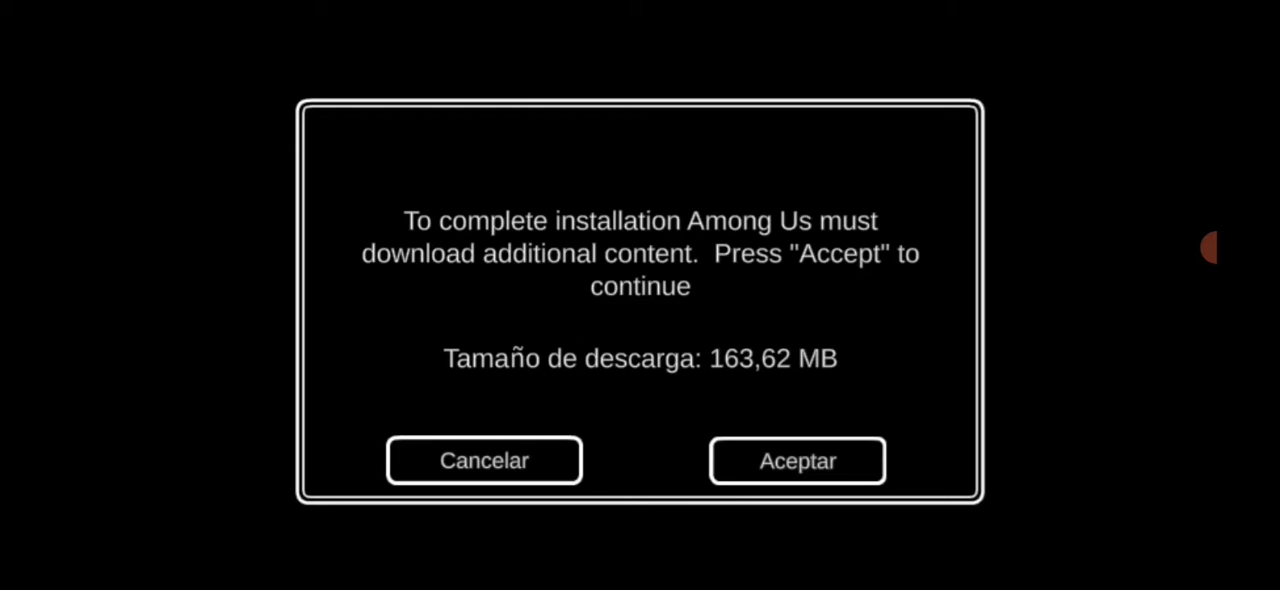 To complete installation Among Us must
download additional content.  Press "Accept" to
continue
Tamaño de descarga: 163,62 MB
Cancelar
Aceptar